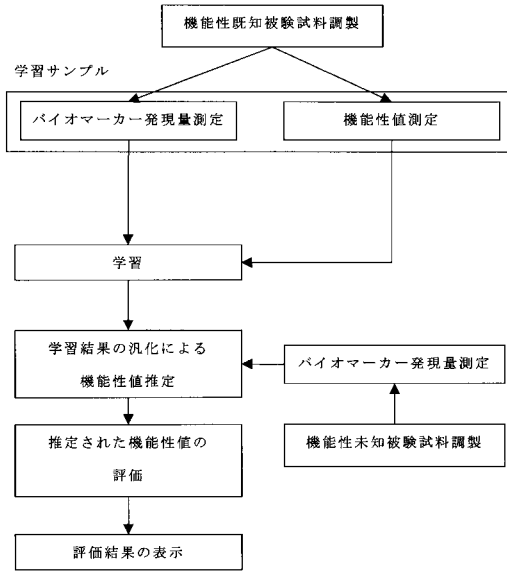 機能性既知被験試料調製
学習サンプル
バイオマーカー発現量測定
機能性値測定
学習
学習結果の汎化による
機能性値推定
バイオマーカー発現量測定
推定された機能性値の
評価
機能性未知被験試料調製
評価結果の表示